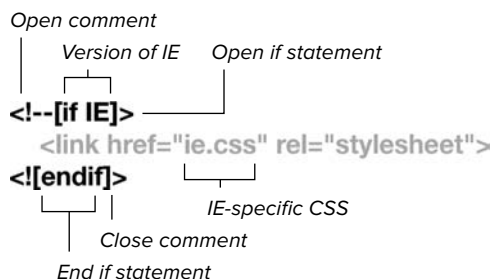 Open comment
Version of IE
Open if statement
<!--[if IE]>
<link href="ie.css" rel="stylesheet">
<![endif]>
IE-specific CSS
Close comment
End if statement